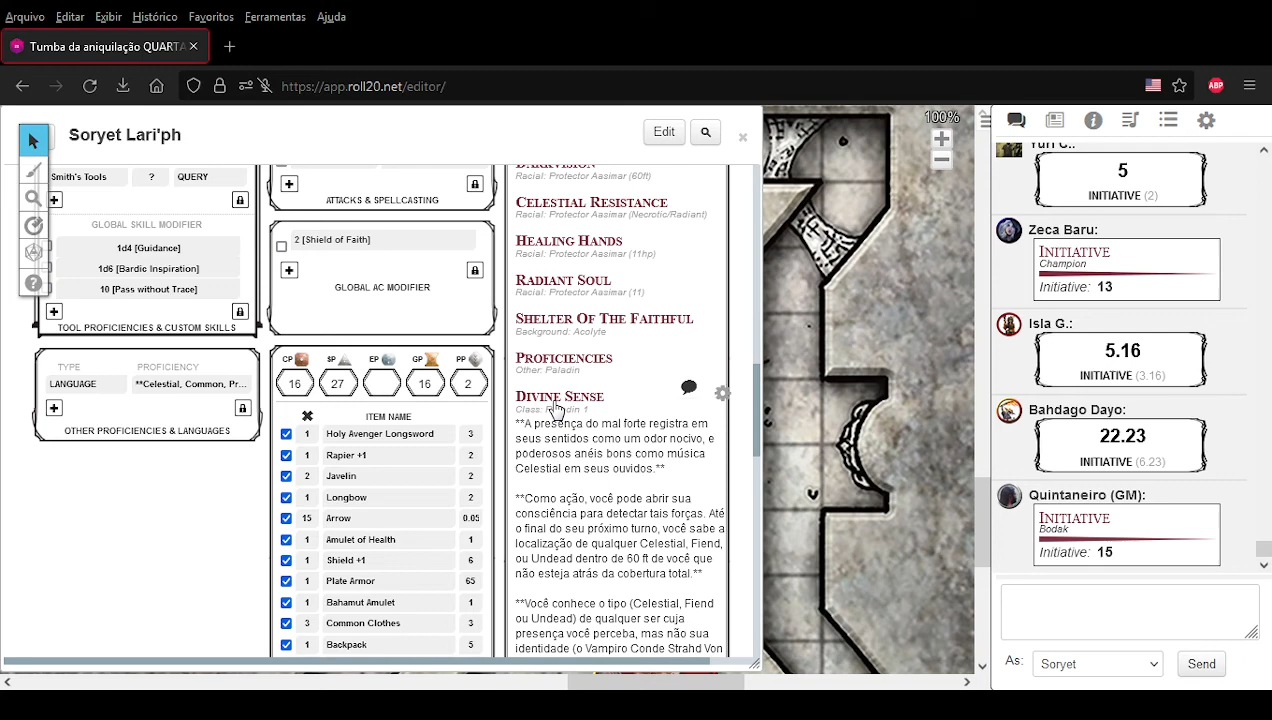 Arquivo Editar Exibir Histórico Favoritos Ferramentas Ajuda
Tumba da aniquilação QUARTA
https://app.roll20.net/editor/
ABP
Soryet Lari'ph
Edit
100%
Smith's Tools ? QUERY
GLOBAL SKILL MODIFIER
1d4 [Guidance]
1d6 [Bardic Inspiration]
10 [Pass without Trace]
TOOL PROFICIENCIES & CUSTOM SKILLS
TYPE PROFICIENCY
LANGUAGE **Celestial, Common, Pr...
OTHER PROFICIENCIES & LANGUAGES
ATTACKS & SPELLCASTING
2 [Shield of Faith]
GLOBAL AC MODIFIER
CP SP EP GP PP
16 27 16 2
ITEM NAME
1 Holy Avenger Longsword 3
1 Rapier +1 2
2 Javelin 2
1 Longbow 2
15 Arrow 0.05
1 Amulet of Health 1
1 Shield +1 6
1 Plate Armor 65
1 Bahamut Amulet 1
3 Common Clothes 3
1 Backpack 5
DARKVISION
Racial: Protector Aasimar (60ft)
CELESTIAL RESISTANCE
Racial: Protector Aasimar (Necrotic/Radiant)
HEALING HANDS
Racial: Protector Aasimar (11hp)
RADIANT SOUL
Racial: Protector Aasimar (11)
SHELTER OF THE FAITHFUL
Background: Acolyte
PROFICIENCIES
Other: Paladin
DIVINE SENSE
Class: Paladin 1
**A presença do mal forte registra em
seus sentidos como um odor nocivo, e
poderosos anéis bons como música
Celestial em seus ouvidos.**
**Como ação, você pode abrir sua
consciência para detectar tais forças. Até
o final do seu próximo turno, você sabe a
localização de qualquer Celestial, Fiend,
ou Undead dentro de 60 ft de você que
não esteja atrás da cobertura total.**
**Você conhece o tipo (Celestial, Fiend
ou Undead) de qualquer ser cuja
presença você perceba, mas não sua
identidade (o Vampiro Conde Strahd Von
Yuri G.:
5
INITIATIVE (2)
Zeca Baru:
INITIATIVE
Champion
Initiative: 13
Isla G.:
5.16
INITIATIVE (3.16)
Bahdago Dayo:
22.23
INITIATIVE (6.23)
Quintaneiro (GM):
INITIATIVE
Bodak
Initiative: 15
As: Soryet Send